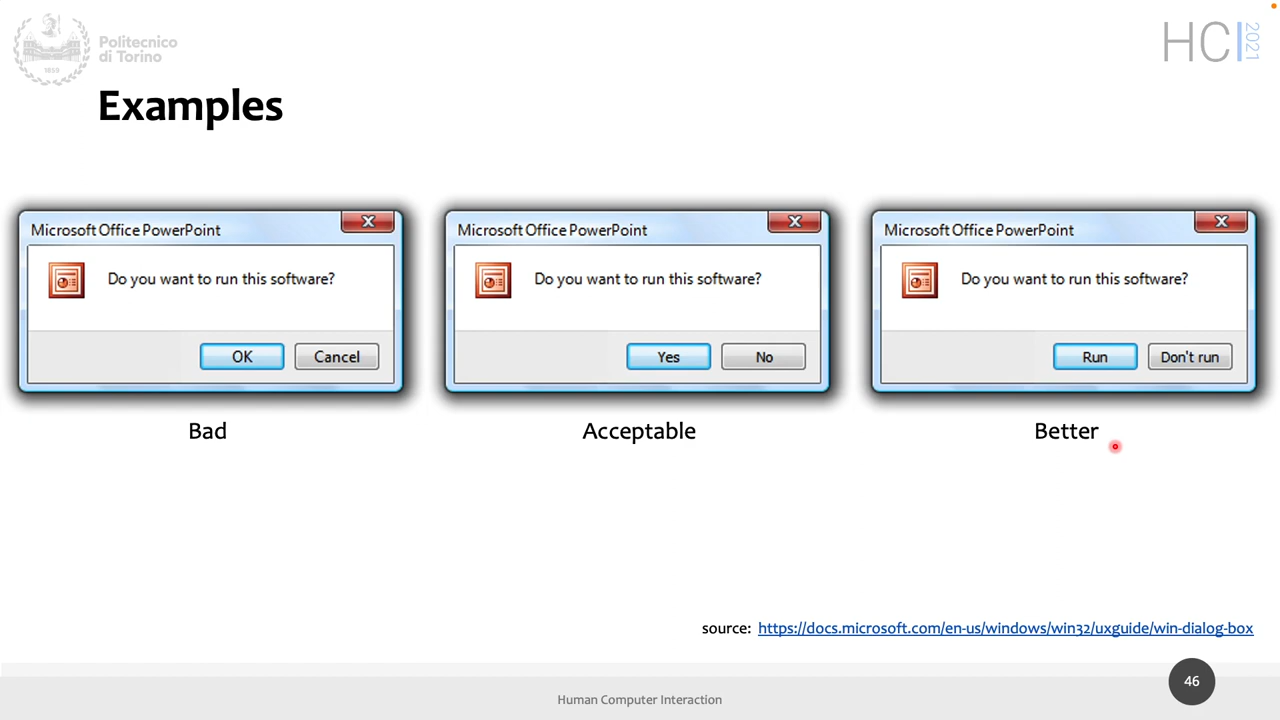 Politecnico
di Torino
1859
HCI 2021
Examples
Microsoft Office PowerPoint
Do you want to run this software?
OK
Cancel
Bad
Microsoft Office PowerPoint
Do you want to run this software?
Yes
No
Acceptable
Microsoft Office PowerPoint
Do you want to run this software?
Run
Don't run
Better
source: https://docs.microsoft.com/en-us/windows/win32/uxguide/win-dialog-box
46
Human Computer Interaction